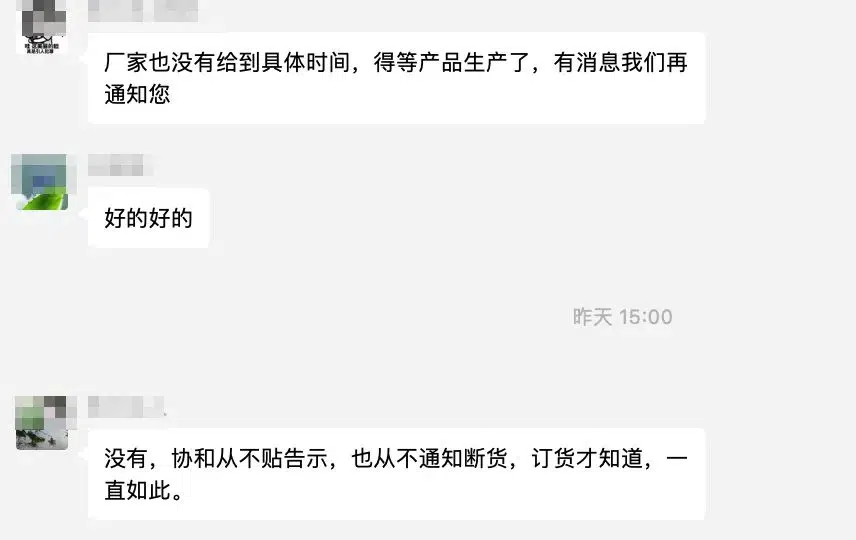 厂家也没有给到具体时间，得等产品生产了，有消息我们再
通知您
好的好的
昨天 15:00
没有，协和从不贴告示，也从不通知断货，订货才知道，一
直如此。